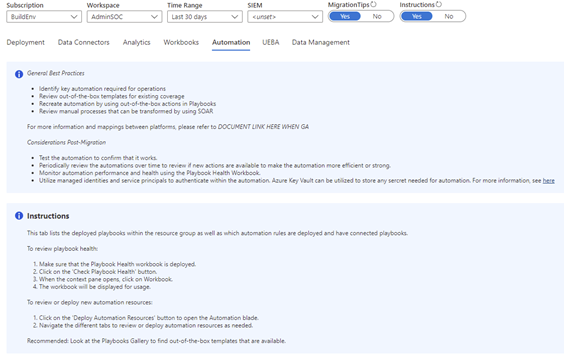 Subscription Workspace Time Range SIEM MigrationTips Instructions
BuildEnv AdminSOC Last 30 days <unset> Yes No Yes No
Deployment Data Connectors Analytics Workbooks Automation UEBA Data Management
General Best Practices
• Identify key automation required for operations
• Review out-of-the-box templates for existing coverage
• Recreate automation by using out-of-the-box actions in Playbooks
• Review manual processes that can be transformed by using SOAR
For more information and mappings between platforms, please refer to DOCUMENT LINK HERE WHEN GA
Considerations Post-Migration
• Test the automation to confirm that it works.
• Periodically review the automations over time to review if new actions are available to make the automation more efficient or strong.
• Monitor automation performance and health using the Playbook Health Workbook.
• Utilize managed identities and service principals to authenticate within the automation. Azure Key Vault can be utilized to store any sercret needed for automation. For more information, see here
Instructions
This tab lists the deployed playbooks within the resource group as well as which automation rules are deployed and have connected playbooks.
To review playbook health:
1. Make sure that the Playbook Health workbook is deployed.
2. Click on the 'Check Playbook Health' button.
3. When the context pane opens, click on Workbook.
4. The workbook will be displayed for usage.
To review or deploy new automation resources:
1. Click on the 'Deploy Automation Resources' button to open the Automation blade.
2. Navigate the different tabs to review or deploy automation resources as needed.
Recommended: Look at the Playbooks Gallery to find out-of-the-box templates that are available.